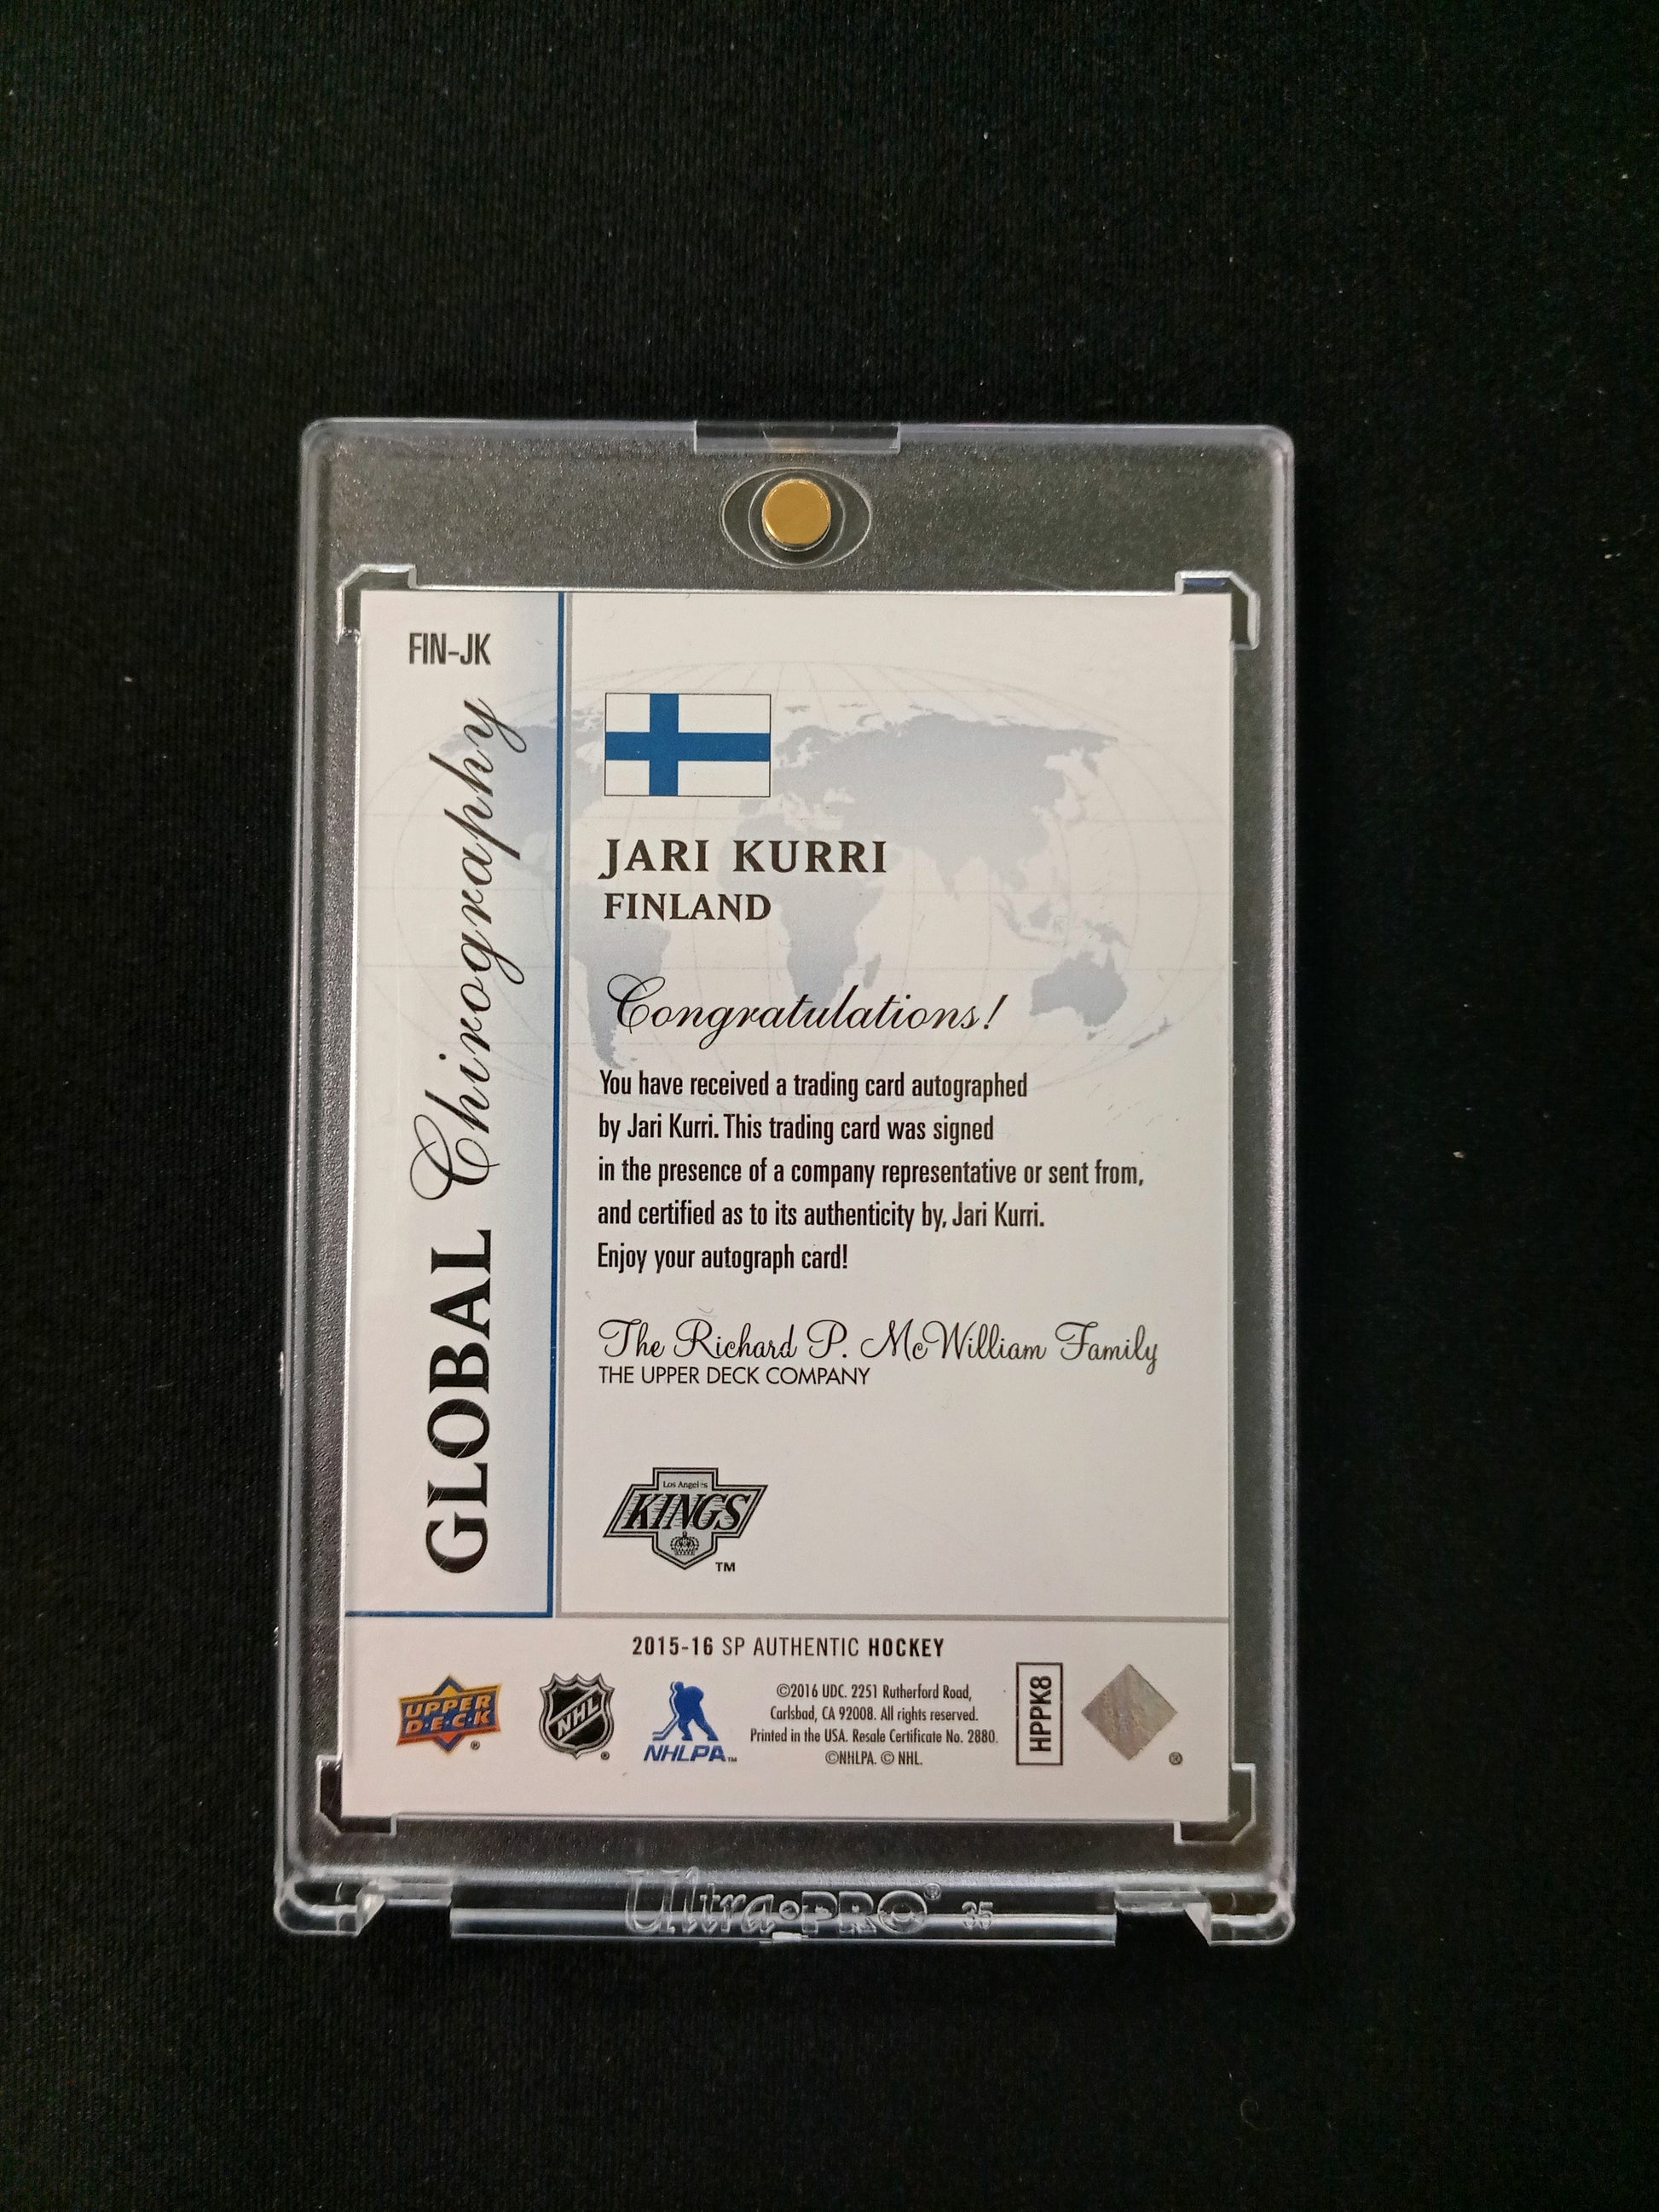 FIN-JK
GLOBAL Chirography
JARI KURRI
FINLAND
Congratulations!
You have received a trading card autographed
by Jari Kurri. This trading card was signed
in the presence of a company representative or sent from,
and certified as to its authenticity by, Jari Kurri.
Enjoy your autograph card!
The Richard P. McWilliam Family
THE UPPER DECK COMPANY
Los Angeles
KINGS
TM
2015-16 SP AUTHENTIC HOCKEY
UPPER
D•E•C•K
®
NHL
®
NHLPA™
©2016 UDC. 2251 Rutherford Road,
Carlsbad, CA 92008. All rights reserved.
Printed in the USA. Resale Certificate No. 2880.
©NHLPA. © NHL.
HPPK8
®
Ultra•PRO® 35